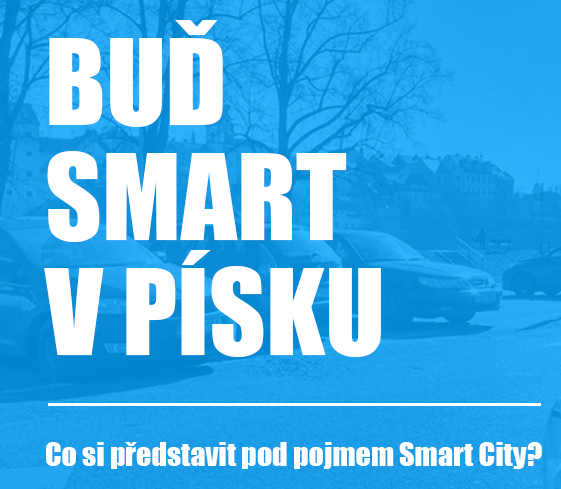 BUĎ
SMART
V PÍSKU
Co si představit pod pojmem Smart City?